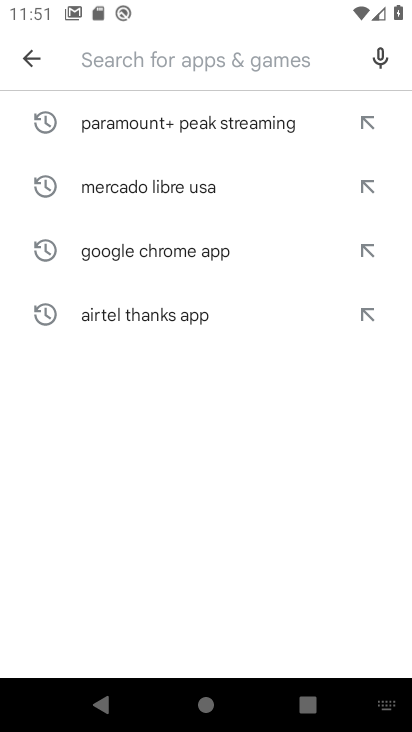 11:51
Search for apps & games
paramount+ peak streaming
mercado libre usa
google chrome app
airtel thanks app